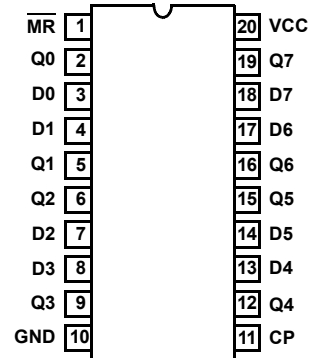 M̅R̅ 1 20 VCC
Q0 2 19 Q7
D0 3 18 D7
D1 4 17 D6
Q1 5 16 Q6
Q2 6 15 Q5
D2 7 14 D5
D3 8 13 D4
Q3 9 12 Q4
GND 10 11 CP